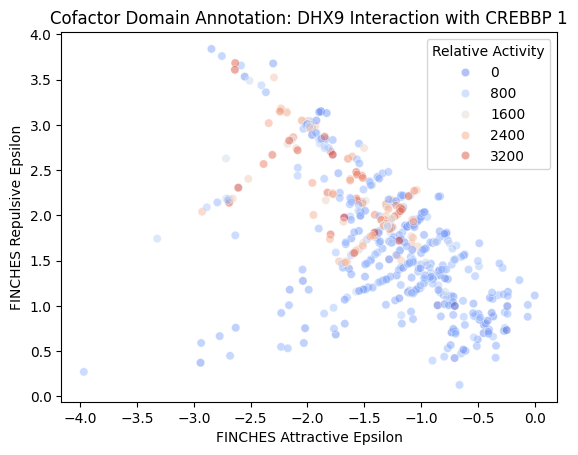 Cofactor Domain Annotation: DHX9 Interaction with CREBBP 1
Relative Activity
0
800
1600
2400
3200
4.0
3.5
3.0
2.5
2.0
1.5
1.0
0.5
0.0
FINCHES Repulsive Epsilon
−4.0 −3.5 −3.0 −2.5 −2.0 −1.5 −1.0 −0.5 0.0
FINCHES Attractive Epsilon